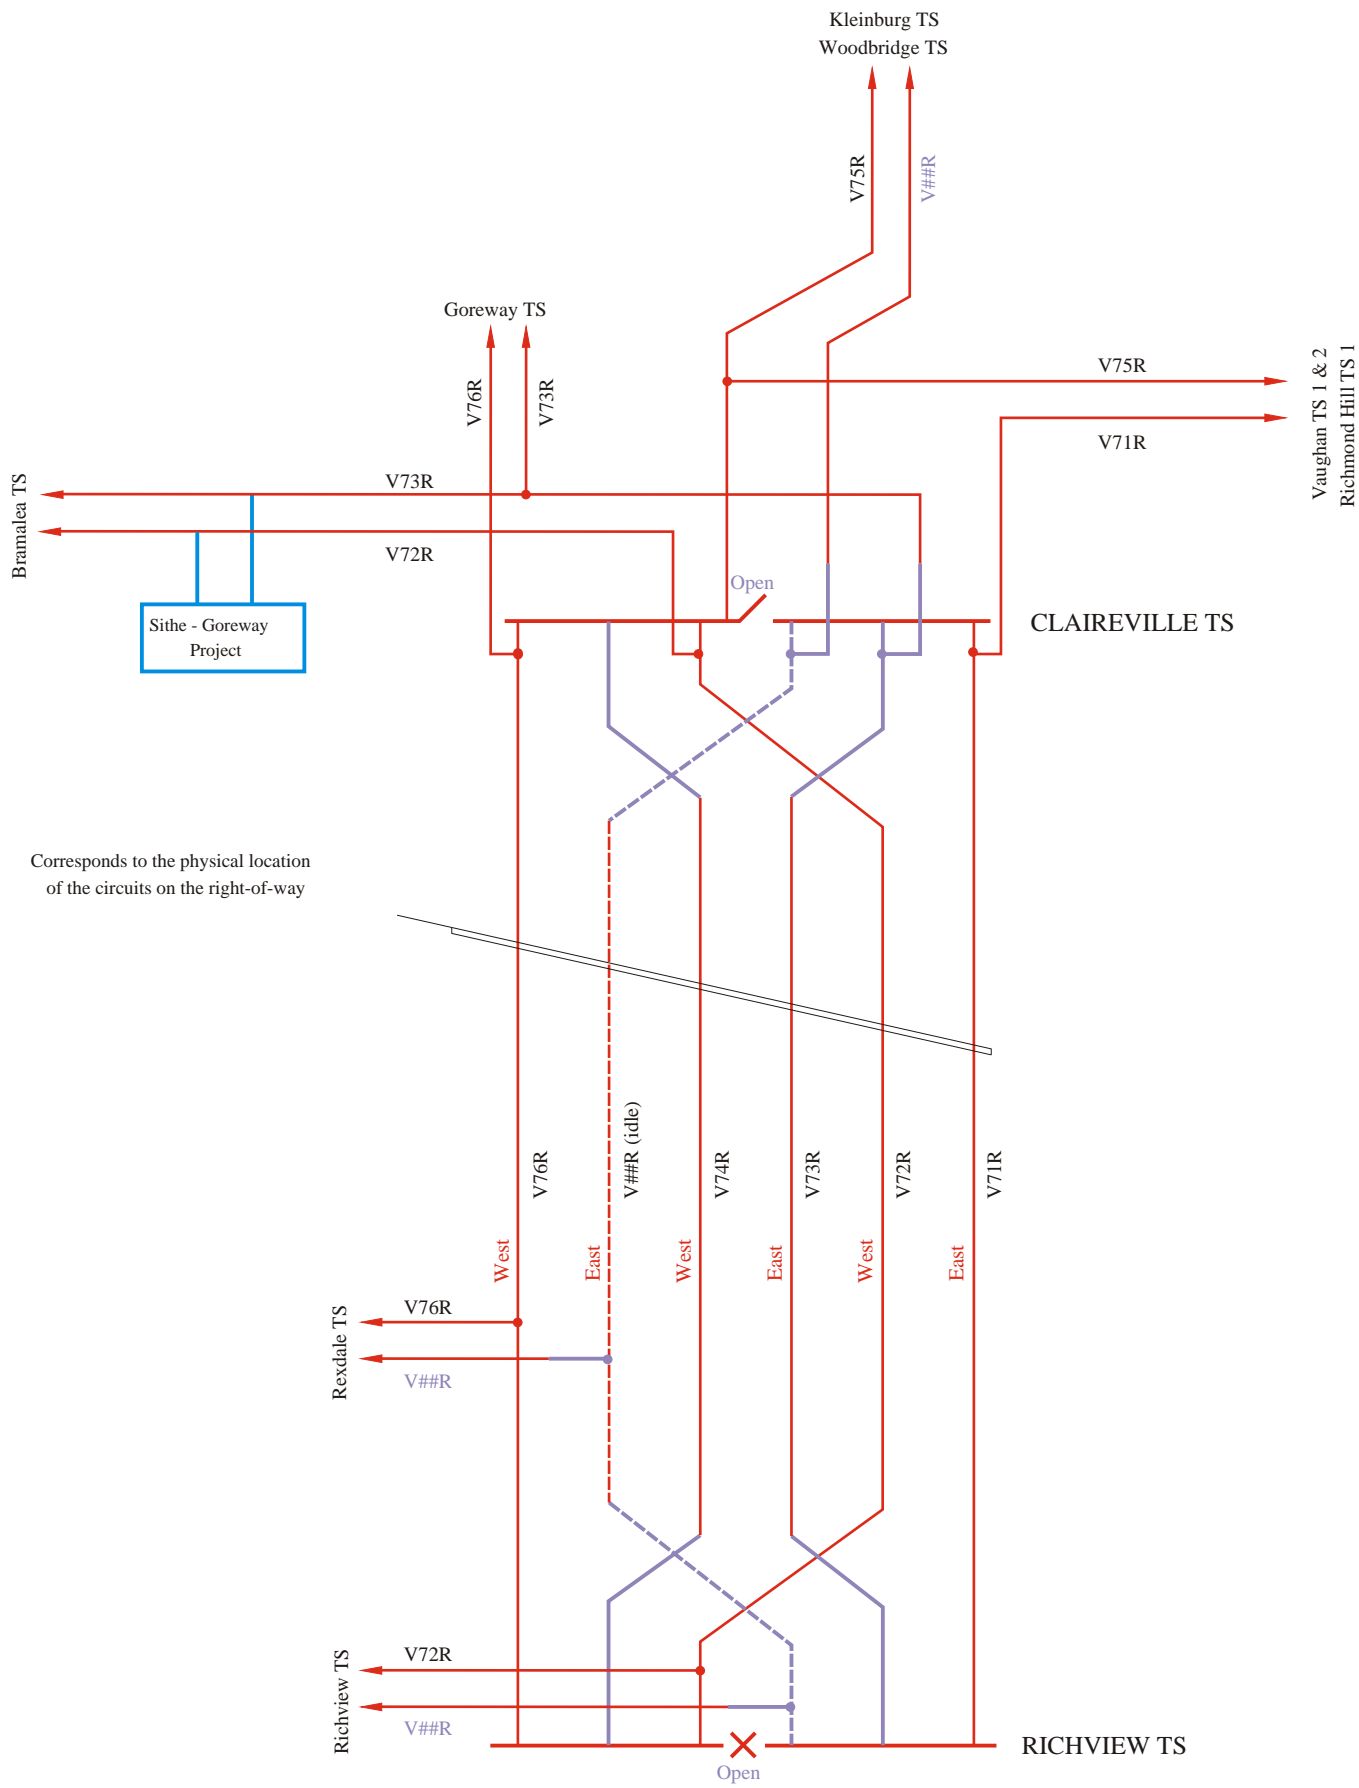 Kleinburg TS
Woodbridge TS
V75R
V##R
Goreway TS
V76R
V73R
V75R
V71R
Vaughan TS 1 & 2
Richmond Hill TS 1
Bramalea TS
V73R
V72R
Open
Sithe - Goreway
Project
CLAIREVILLE TS
Corresponds to the physical location
of the circuits on the right-of-way
V76R
V##R (idle)
V74R
V73R
V72R
V71R
West
East
West
East
West
East
Rexdale TS
V76R
V##R
Richview TS
V72R
V##R
RICHVIEW TS
Open